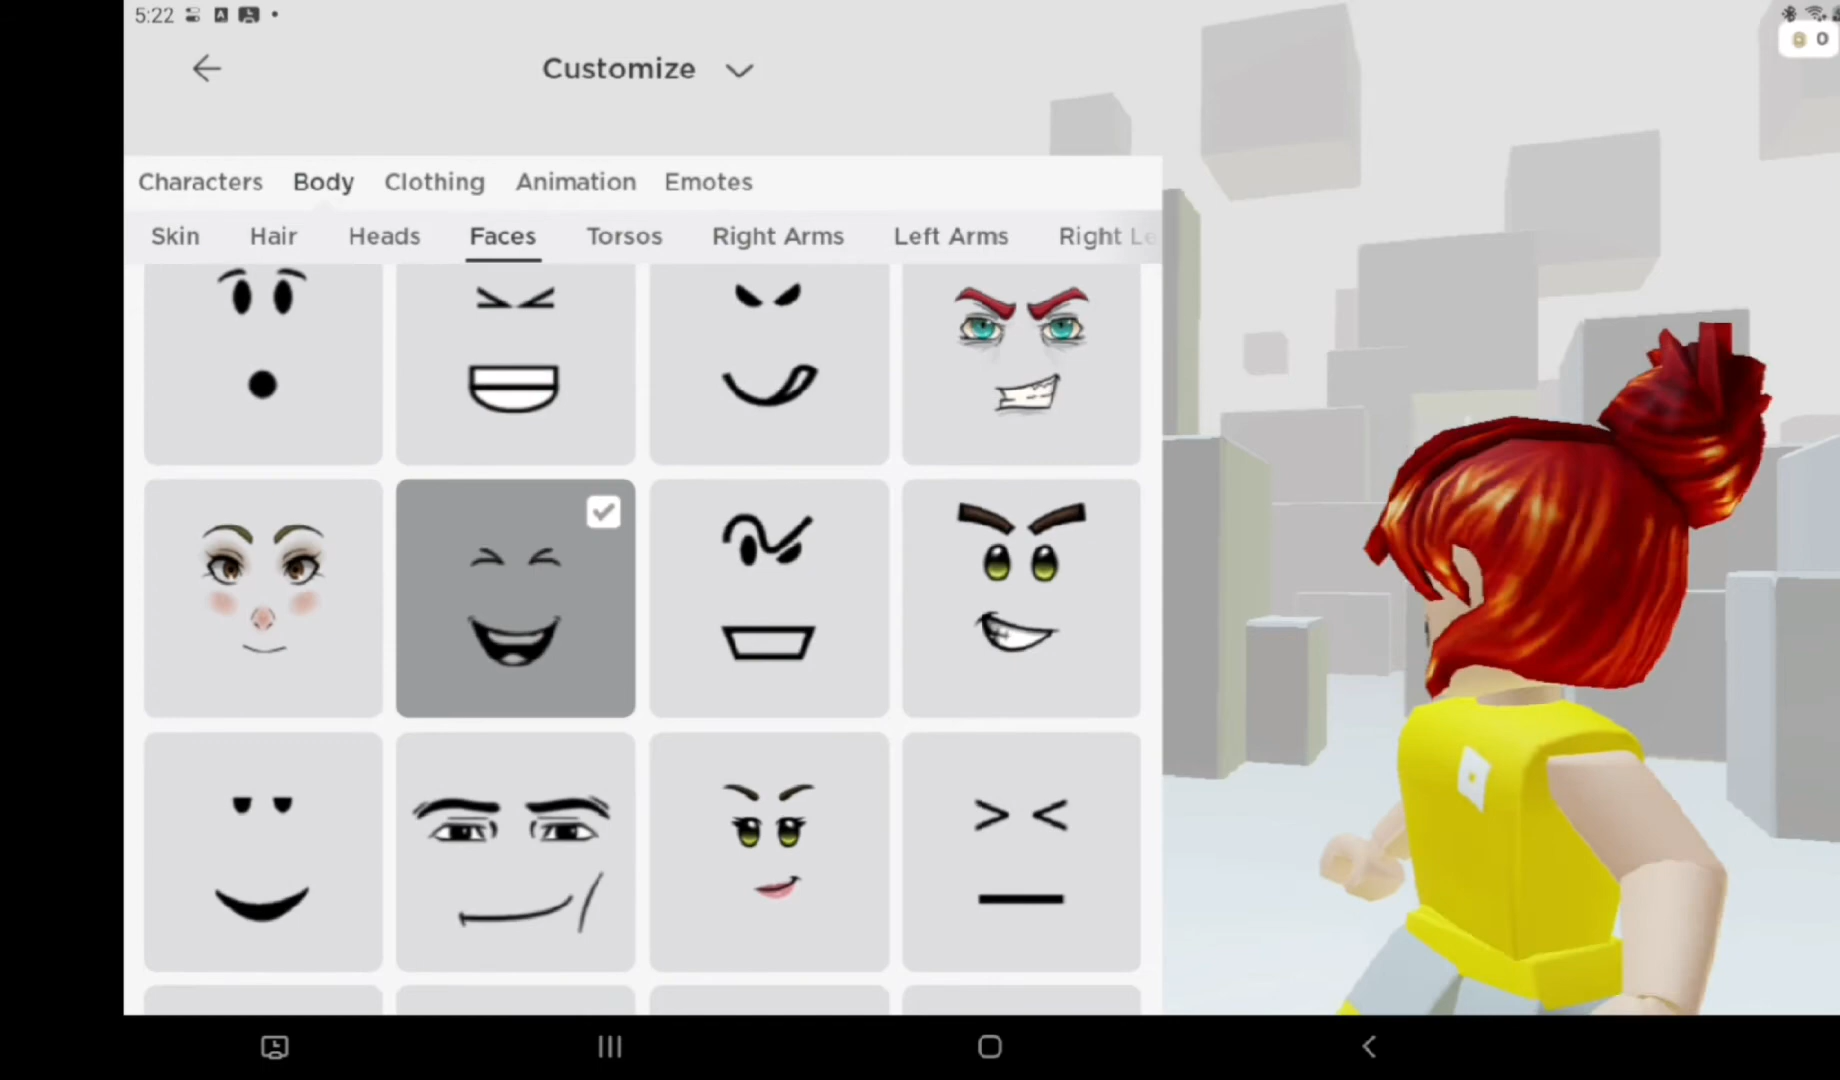 5:22
0
Customize
Characters Body Clothing Animation Emotes
Skin Hair Heads Faces Torsos Right Arms Left Arms Right Le